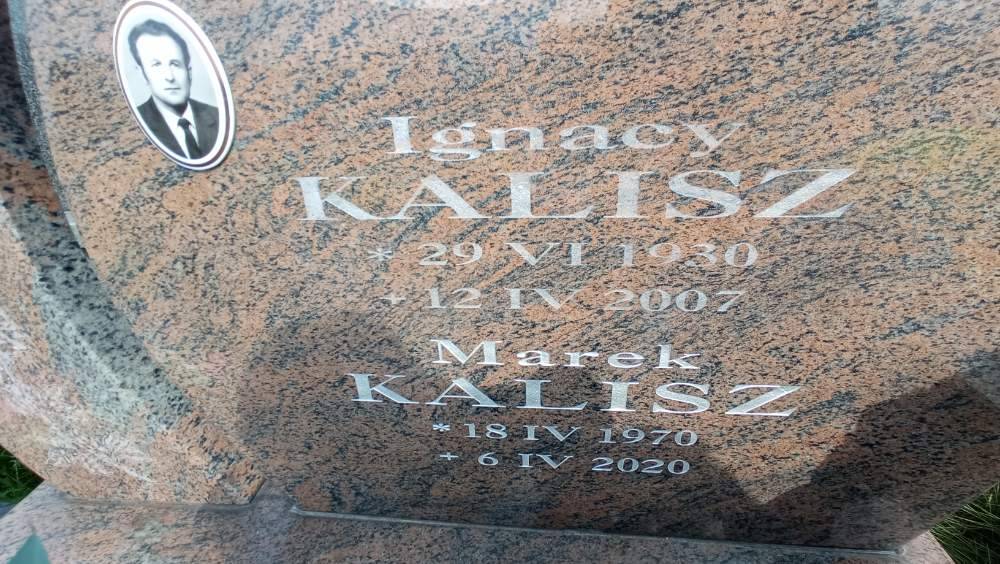 Ignacy
KALISZ
* 29 VI 1930
+ 12 IV 2007
Marek
KALISZ
* 18 IV 1970
+ 6 IV 2020